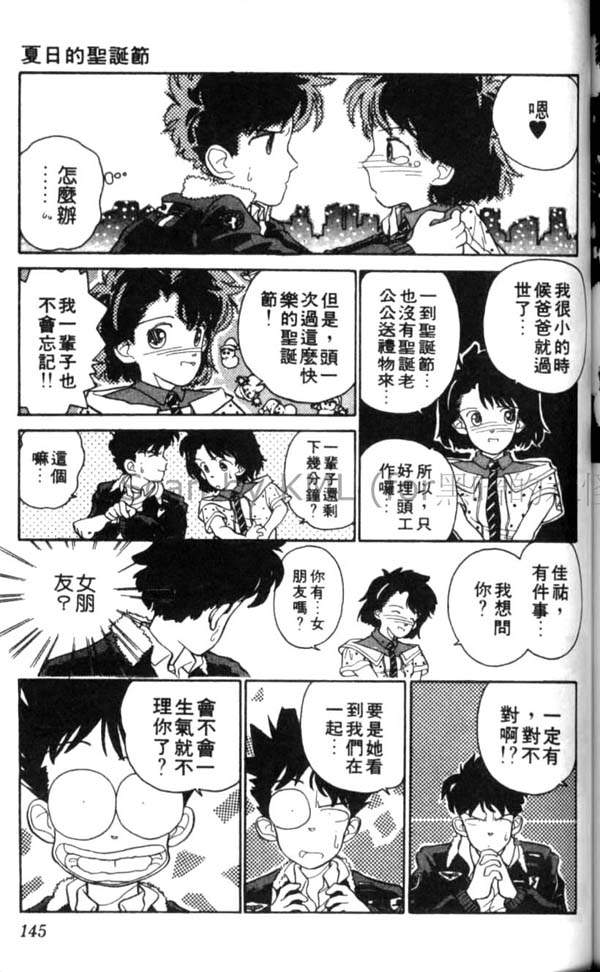 夏日的聖誕節
嗯♥
怎麼辦
……
我很小的時
候爸爸就過
世了…
一到聖誕節…
也沒有聖誕老
公公送禮物來…
所以，只
好埋頭工
作囉…
但是，頭一
次過這麼快
樂的聖誕
節！
我一輩子也
不會忘記!!
一輩子還剩
下幾分鐘？
這個
嘛…
佳祐，
有件事…
我想問
你？
你有…女
朋友嗎？
女朋
友？
一定有
，對不
對啊!?
要是她看
到我們在
一起…
會不會一
生氣就不
理你了？
145